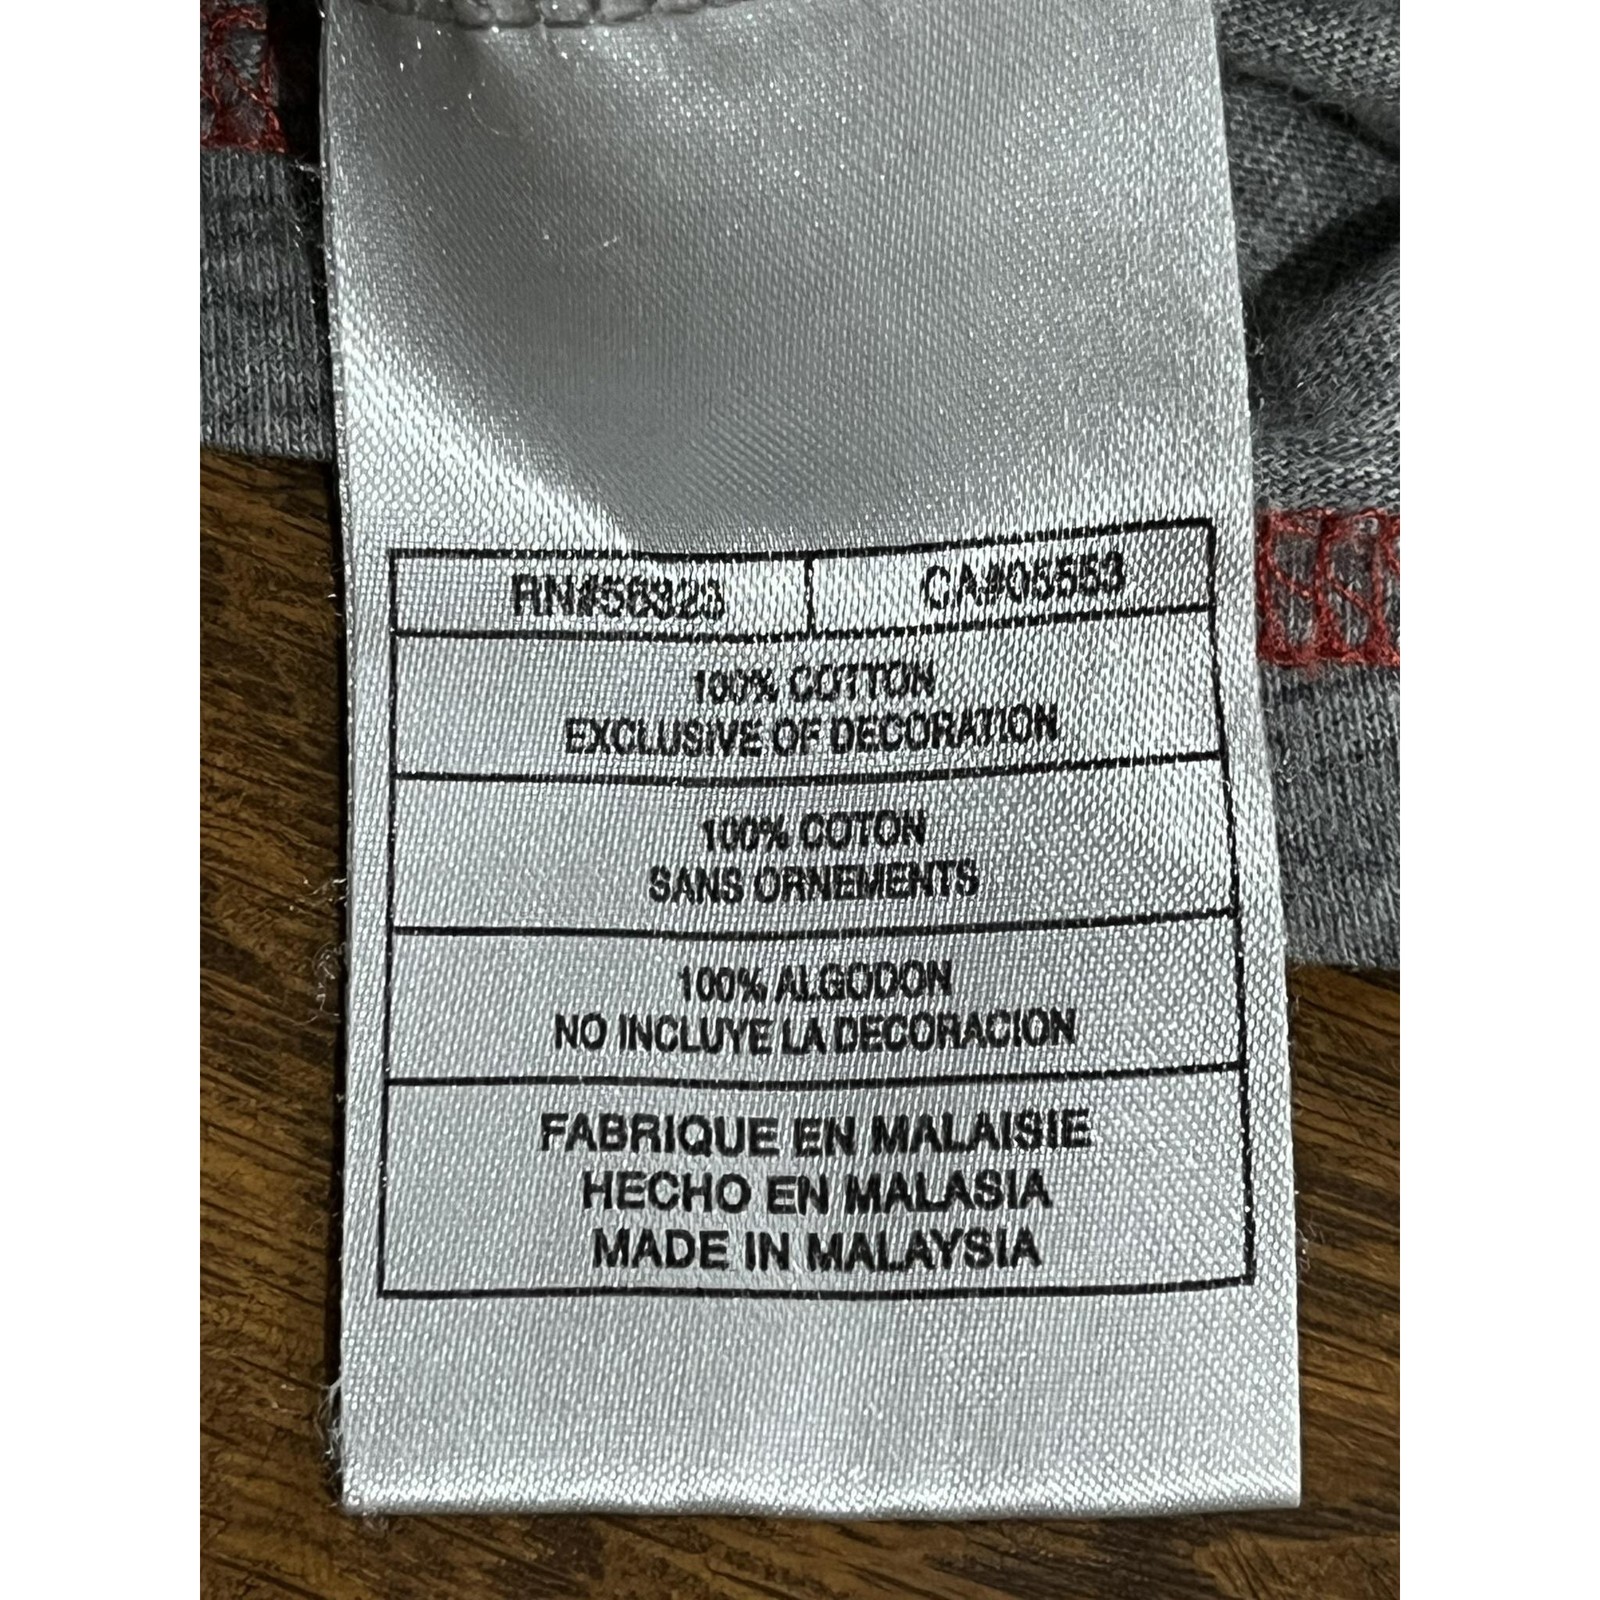 RN#56323 CA#05553
100% COTTON
EXCLUSIVE OF DECORATION
100% COTON
SANS ORNEMENTS
100% ALGODON
NO INCLUYE LA DECORACION
FABRIQUE EN MALAISIE
HECHO EN MALASIA
MADE IN MALAYSIA